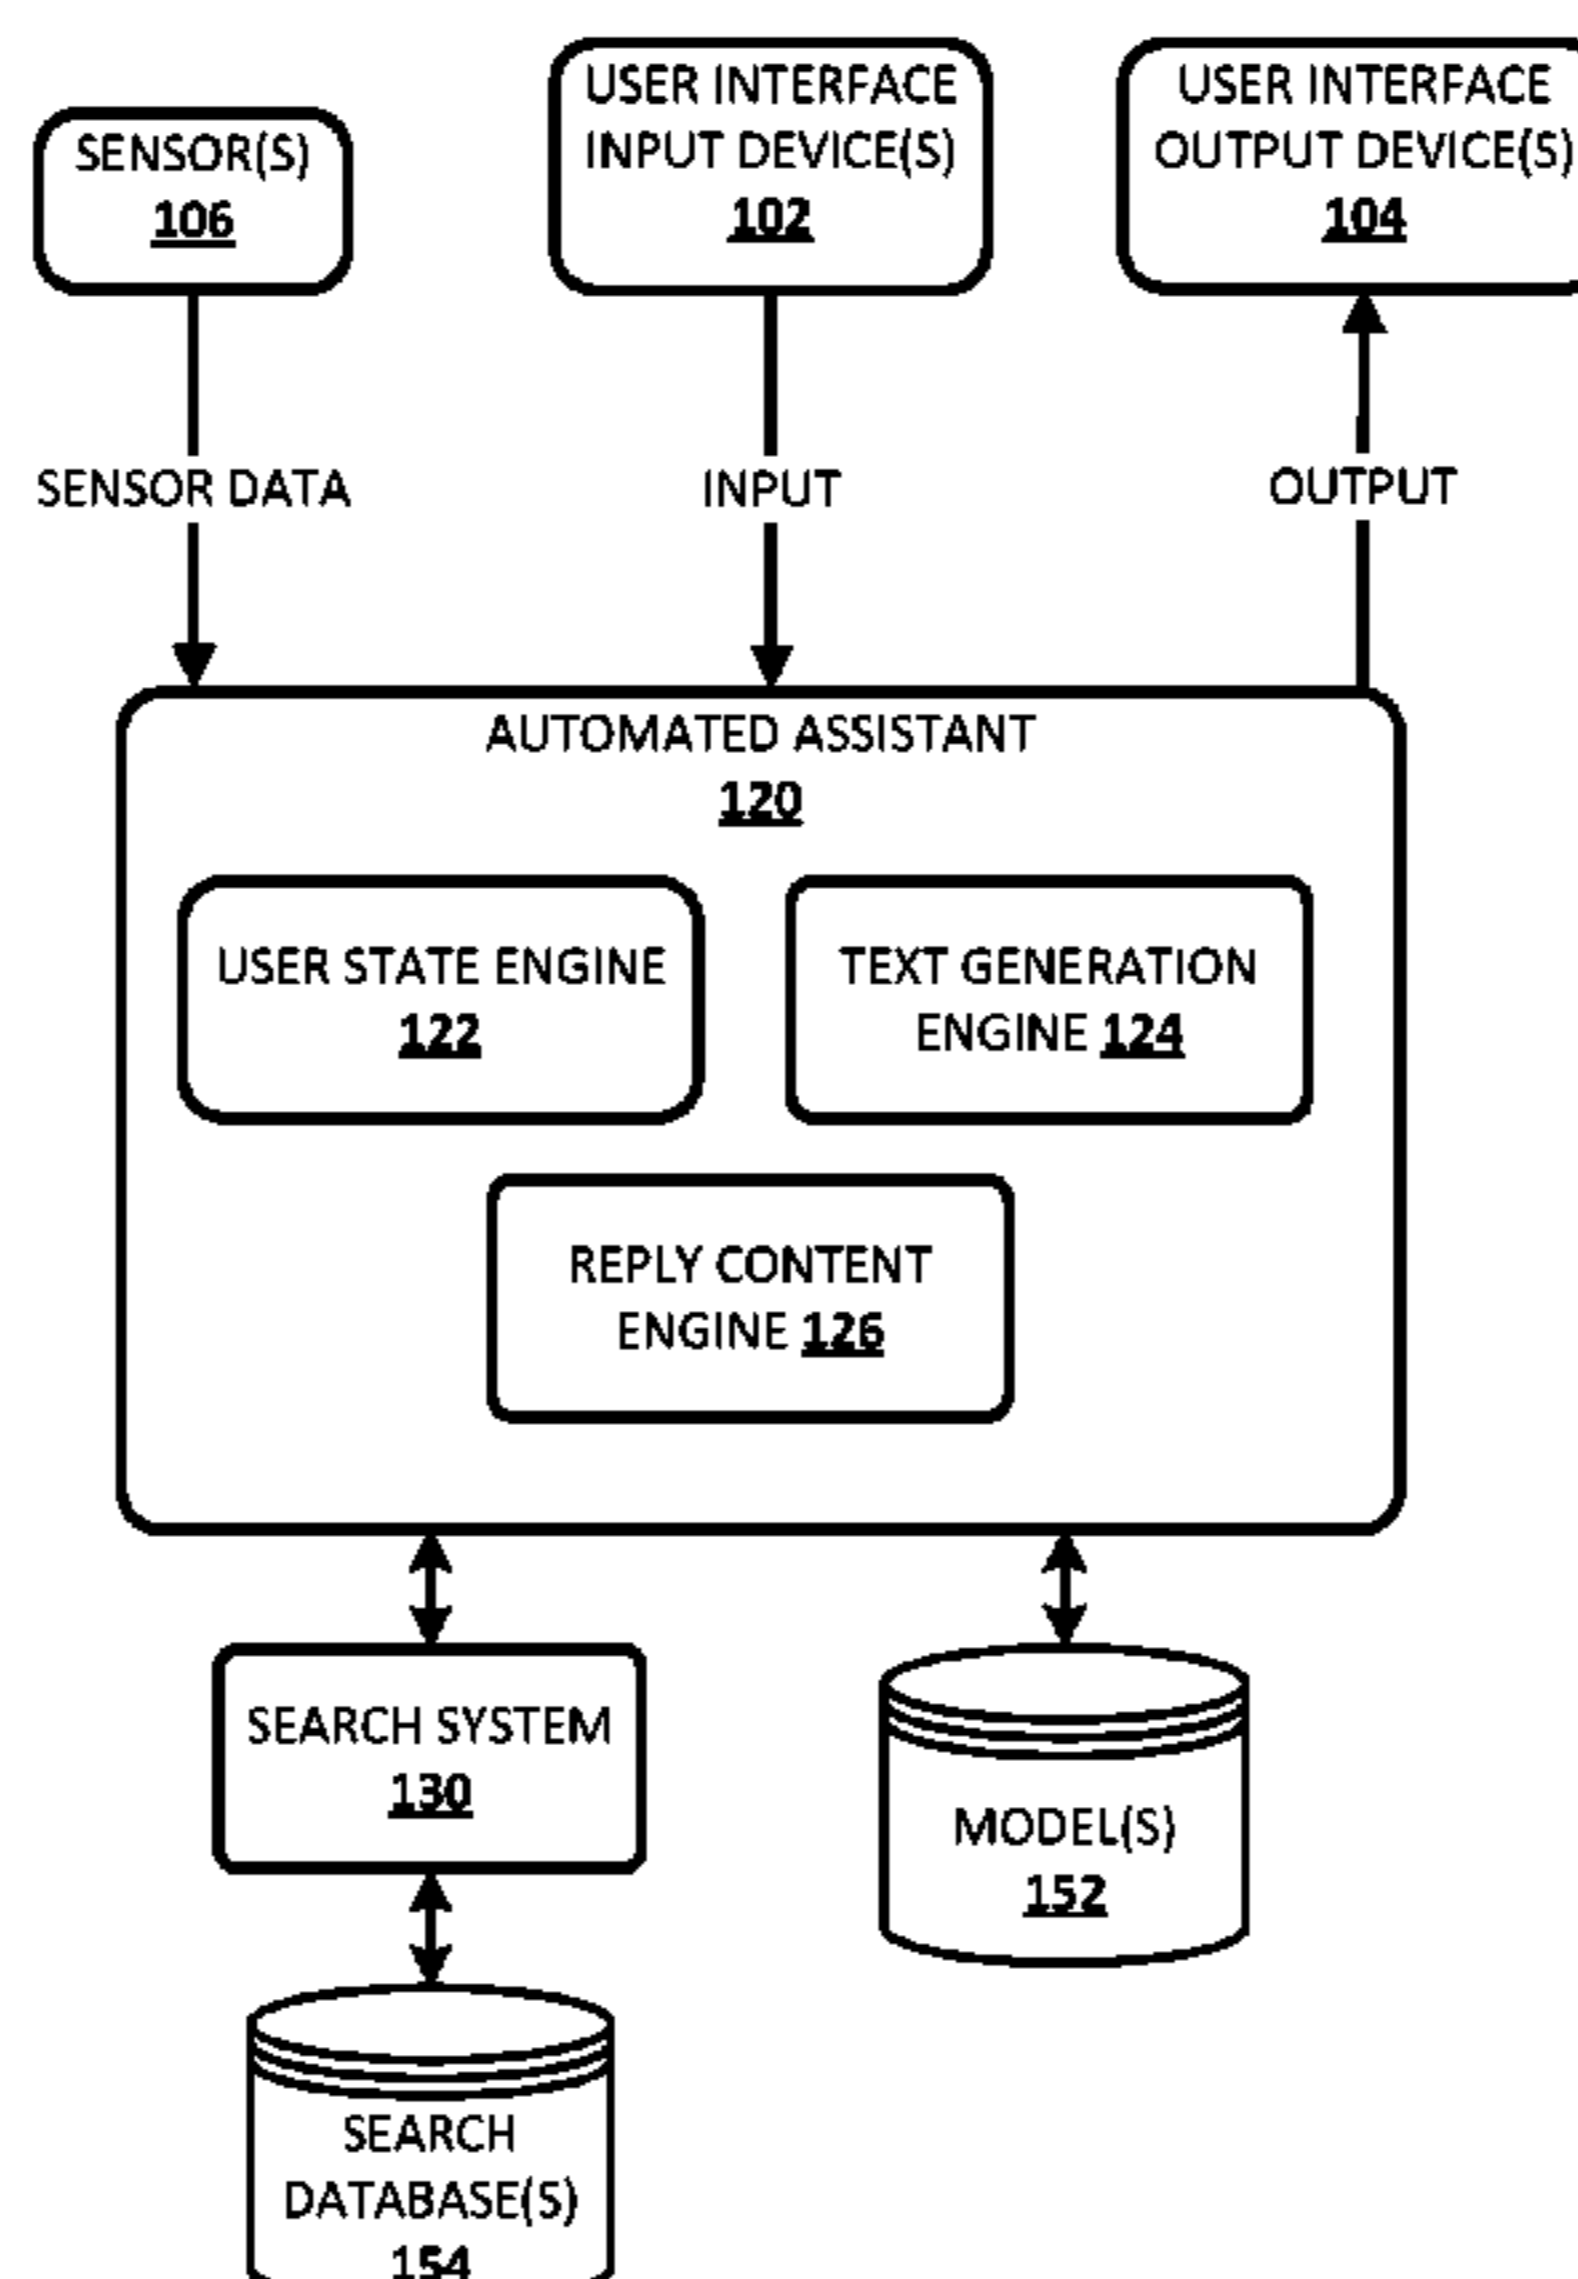 SENSOR(S)
106
USER INTERFACE
INPUT DEVICE(S)
102
USER INTERFACE
OUTPUT DEVICE(S)
104
SENSOR DATA
INPUT
OUTPUT
AUTOMATED ASSISTANT
120
USER STATE ENGINE
122
TEXT GENERATION
ENGINE 124
REPLY CONTENT
ENGINE 126
SEARCH SYSTEM
130
MODEL(S)
152
SEARCH
DATABASE(S)
154